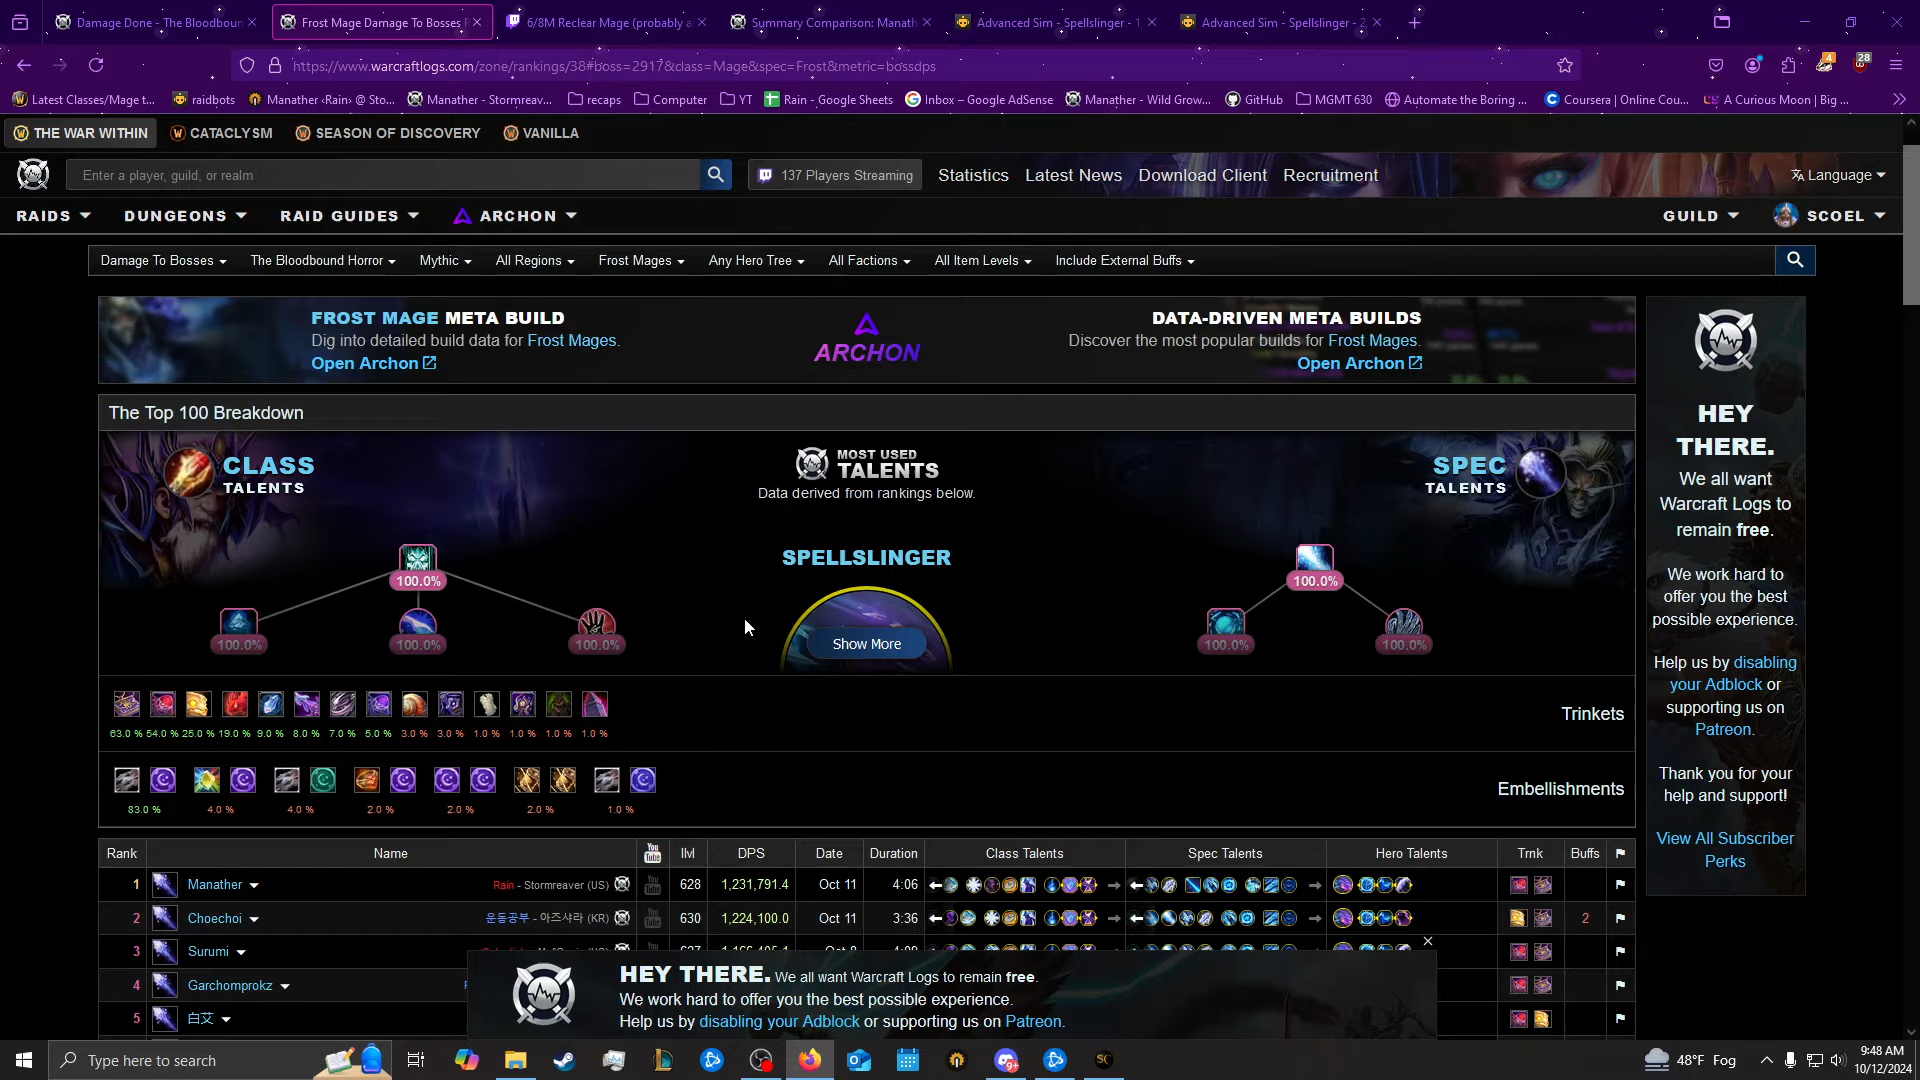 Damage Done - The Bloodboun
Frost Mage Damage To Bosses R
6/8M Reclear Mage (probably a
Summary Comparison: Manath
Advanced Sim - Spellslinger - 1,
Advanced Sim - Spellslinger - 2,
https://www.warcraftlogs.com/zone/rankings/38#boss=2917&class=Mage&spec=Frost&metric=bossdps
4
28
Latest Classes/Mage t...
raidbots
Manather ‹Rain› @ Sto...
Manather - Stormreav...
recaps
Computer
YT
Rain - Google Sheets
Inbox – Google AdSense
Manather - Wild Grow...
GitHub
MGMT 630
Automate the Boring ...
Coursera | Online Cou...
A Curious Moon | Big ...
THE WAR WITHIN
CATACLYSM
SEASON OF DISCOVERY
VANILLA
Enter a player, guild, or realm
137 Players Streaming
Statistics
Latest News
Download Client
Recruitment
Language
RAIDS
DUNGEONS
RAID GUIDES
ARCHON
GUILD
SCOEL
Damage To Bosses
The Bloodbound Horror
Mythic
All Regions
Frost Mages
Any Hero Tree
All Factions
All Item Levels
Include External Buffs
FROST MAGE META BUILD
Dig into detailed build data for Frost Mages.
Open Archon
ARCHON
DATA-DRIVEN META BUILDS
Discover the most popular builds for Frost Mages.
Open Archon
The Top 100 Breakdown
CLASS
TALENTS
MOST USED
TALENTS
Data derived from rankings below.
SPEC
TALENTS
SPELLSLINGER
100.0%
100.0%
100.0%
100.0%
100.0%
100.0%
100.0%
Show More
63.0 % 54.0 % 25.0 % 19.0 % 9.0 % 8.0 % 7.0 % 5.0 % 3.0 % 3.0 % 1.0 % 1.0 % 1.0 % 1.0 %
Trinkets
83.0 % 4.0 % 4.0 % 2.0 % 2.0 % 2.0 % 1.0 %
Embellishments
Rank Name You Tube Ilvl DPS Date Duration Class Talents Spec Talents Hero Talents Trnk Buffs
1 Manather Rain - Stormreaver (US) 628 1,231,791.4 Oct 11 4:06
2 Choechoi 운동공부 - 아즈샤라 (KR) 630 1,224,100.0 Oct 11 3:36 2
3 Surumi
4 Garchomprokz
5 白艾
HEY THERE. We all want Warcraft Logs to remain free.
We work hard to offer you the best possible experience.
Help us by disabling your Adblock or supporting us on Patreon.
HEY
THERE.
We all want
Warcraft Logs to
remain free.
We work hard to
offer you the best
possible experience.
Help us by disabling
your Adblock or
supporting us on
Patreon.
Thank you for your
help and support!
View All Subscriber
Perks
Type here to search
9+
SC
48°F Fog
9:48 AM
10/12/2024